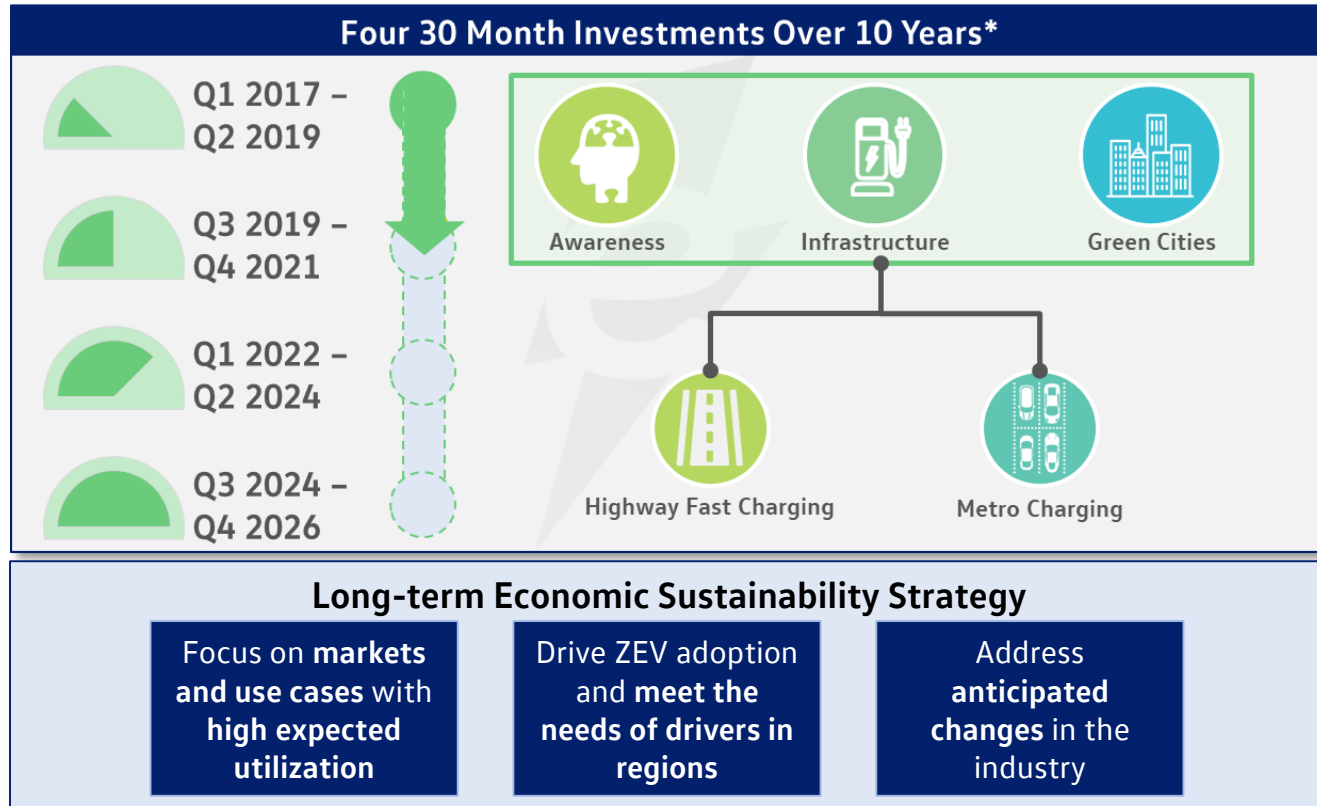 Four 30 Month Investments Over 10 Years*
Q1 2017 –
Q2 2019
Q3 2019 –
Q4 2021
Q1 2022 –
Q2 2024
Q3 2024 –
Q4 2026
Awareness
Infrastructure
Green Cities
Highway Fast Charging
Metro Charging
Long-term Economic Sustainability Strategy
Focus on markets
and use cases with
high expected
utilization
Drive ZEV adoption
and meet the
needs of drivers in
regions
Address
anticipated
changes in the
industry